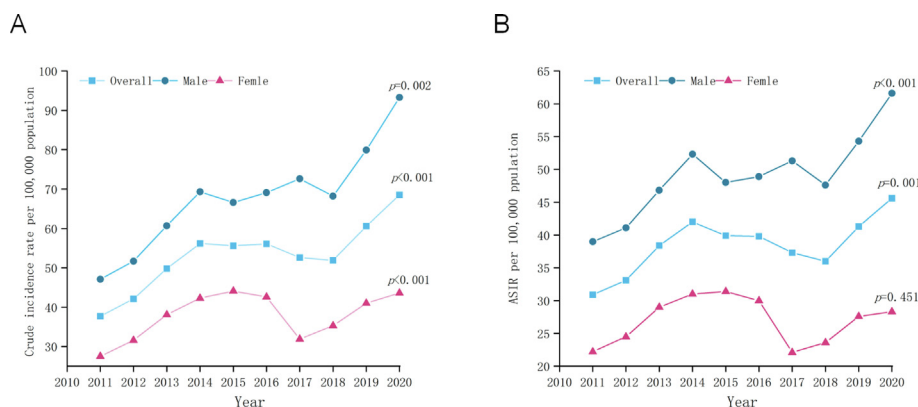 A
Crude incidence rate per 100,000 population
100
90
80
70
60
50
40
30
Overall Male Femle
p=0.002
p<0.001
p<0.001
2010 2011 2012 2013 2014 2015 2016 2017 2018 2019 2020
Year
B
ASIR per 100,000 ppulation
65
60
55
50
45
40
35
30
25
20
Overall Male Femle
p<0.001
p=0.001
p=0.451
2010 2011 2012 2013 2014 2015 2016 2017 2018 2019 2020
Year